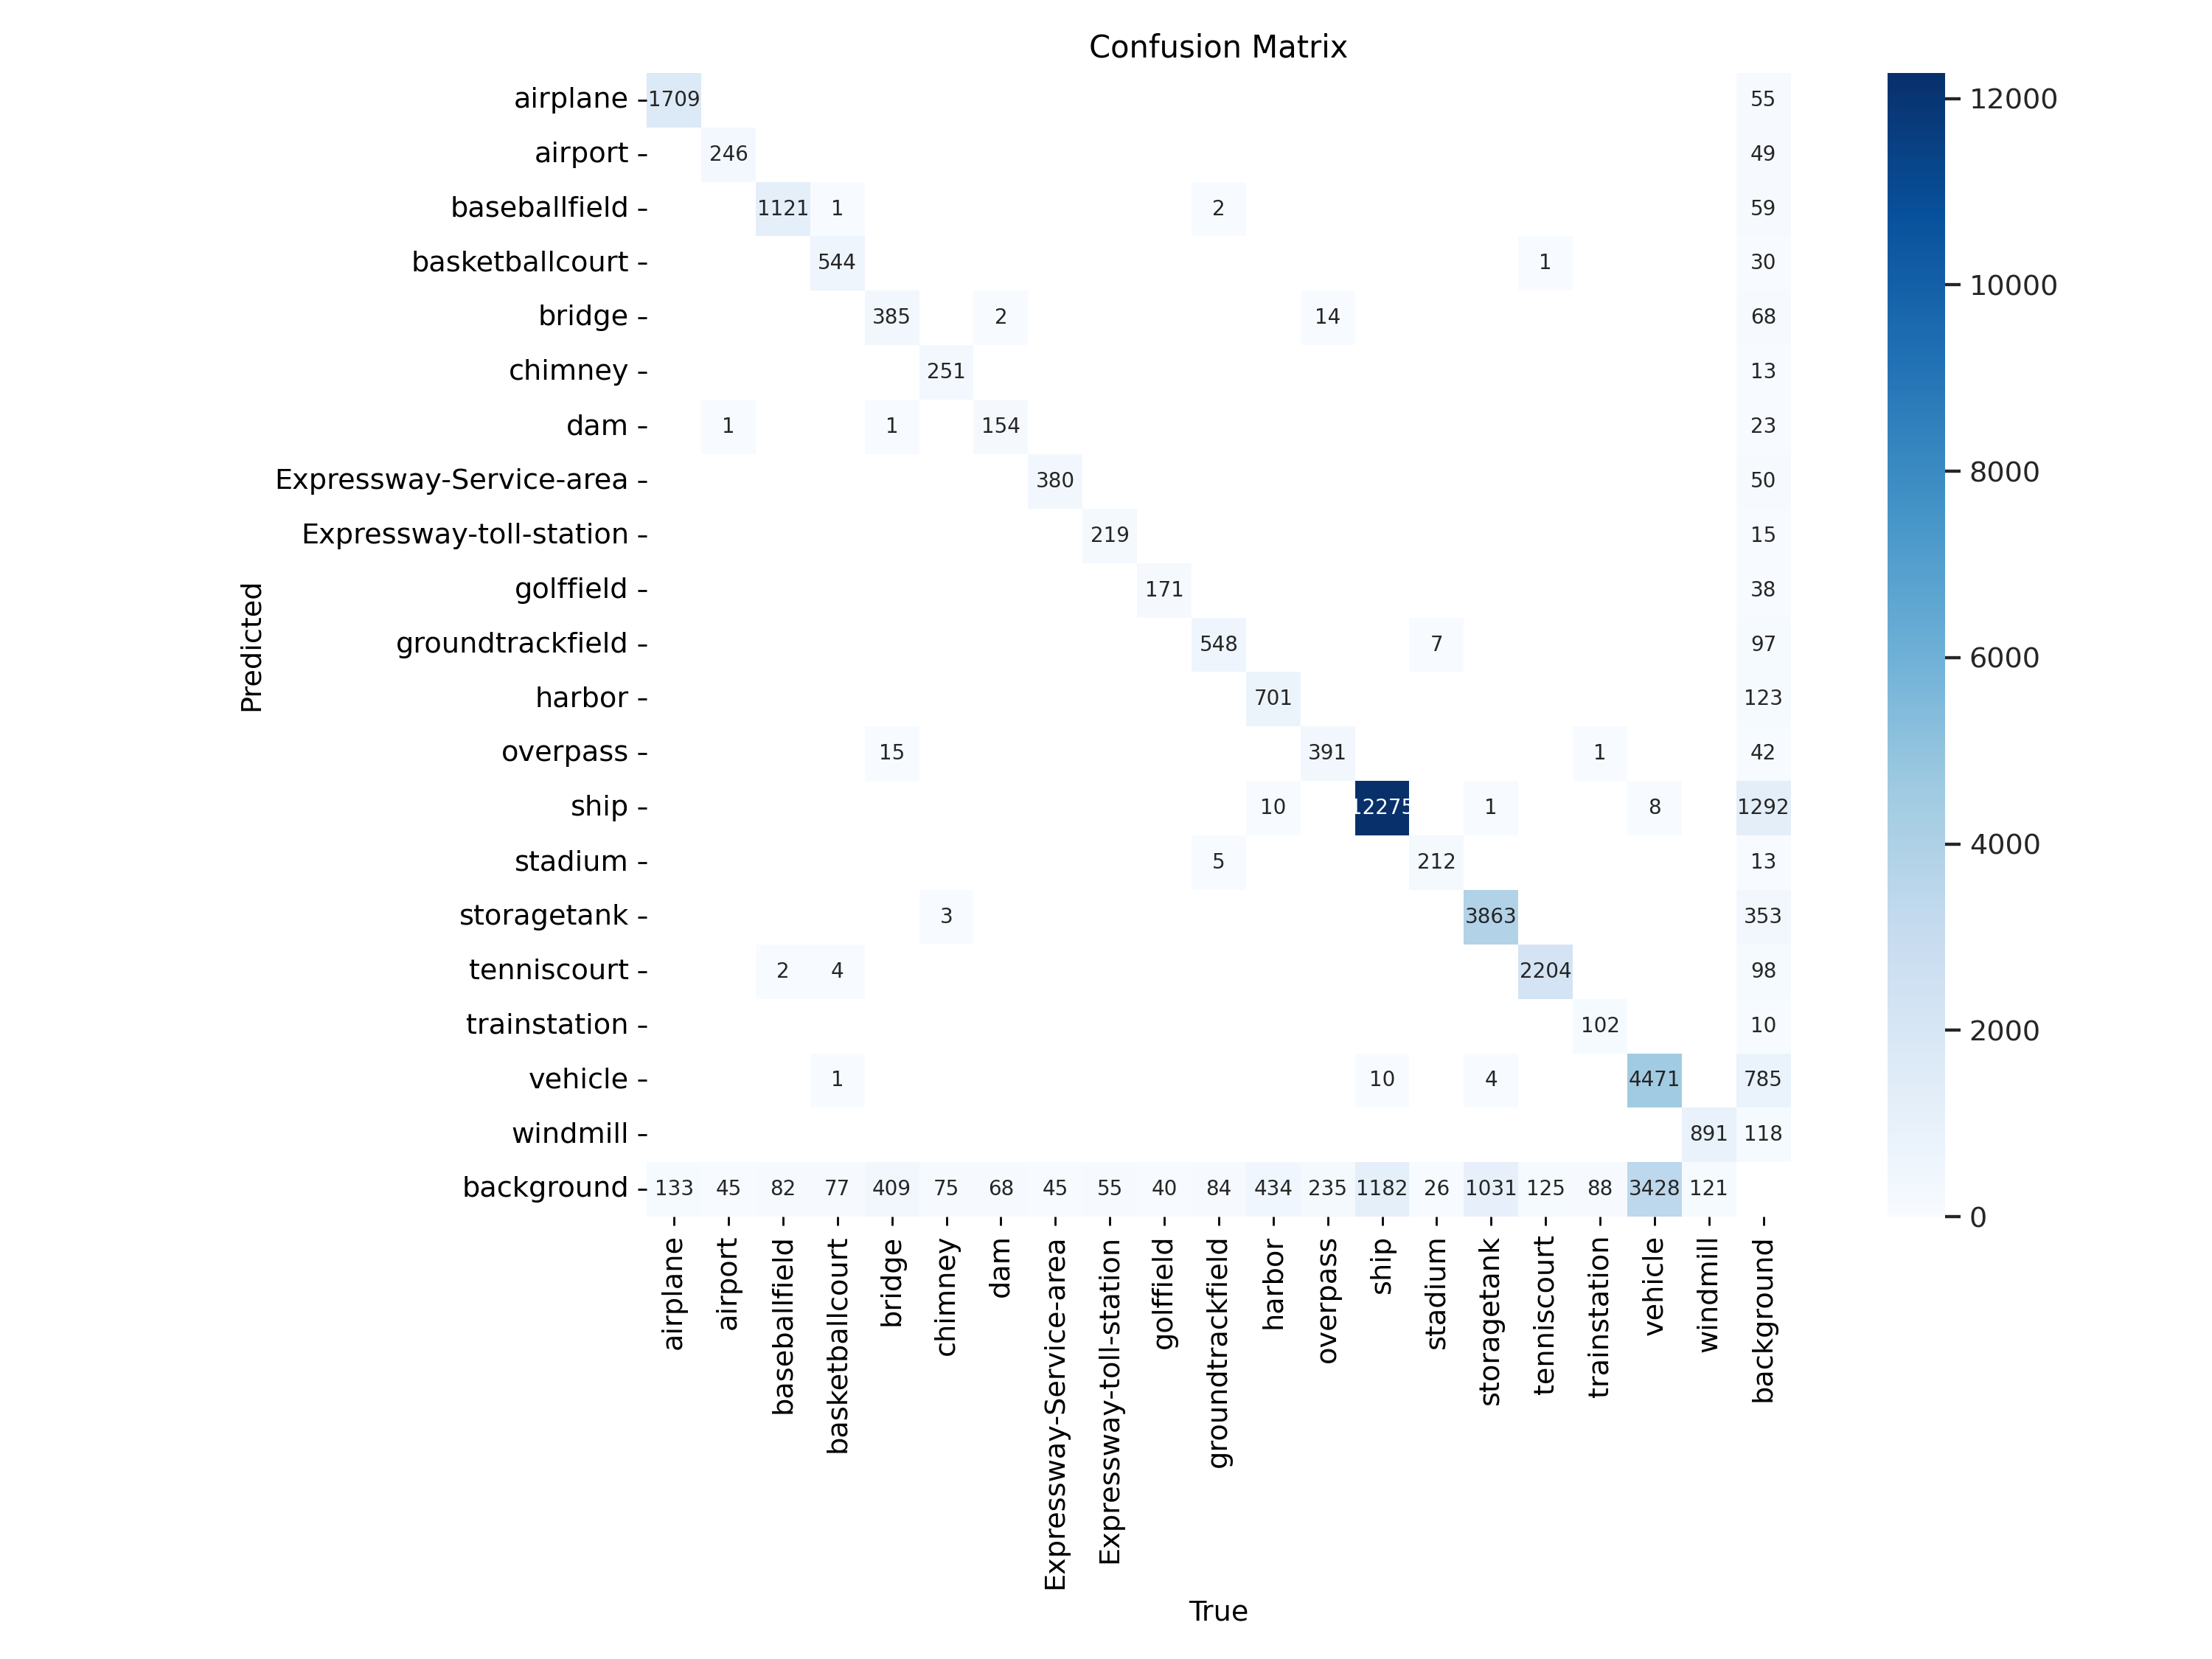 Confusion Matrix
airplane 1709 55
airport 246 49
baseballfield 1121 1 2 59
basketballcourt 544 1 30
bridge 385 2 14 68
chimney 251 13
dam 1 1 154 23
Expressway-Service-area 380 50
Expressway-toll-station 219 15
golffield 171 38
groundtrackfield 548 7 97
harbor 701 123
overpass 15 391 1 42
ship 10 12275 1 8 1292
stadium 5 212 13
storagetank 3 3863 353
tenniscourt 2 4 2204 98
trainstation 102 10
vehicle 1 10 4 4471 785
windmill 891 118
background 133 45 82 77 409 75 68 45 55 40 84 434 235 1182 26 1031 125 88 3428 121
Predicted
airplane
airport
baseballfield
basketballcourt
bridge
chimney
dam
Expressway-Service-area
Expressway-toll-station
golffield
groundtrackfield
harbor
overpass
ship
stadium
storagetank
tenniscourt
trainstation
vehicle
windmill
background
True
12000
10000
8000
6000
4000
2000
0